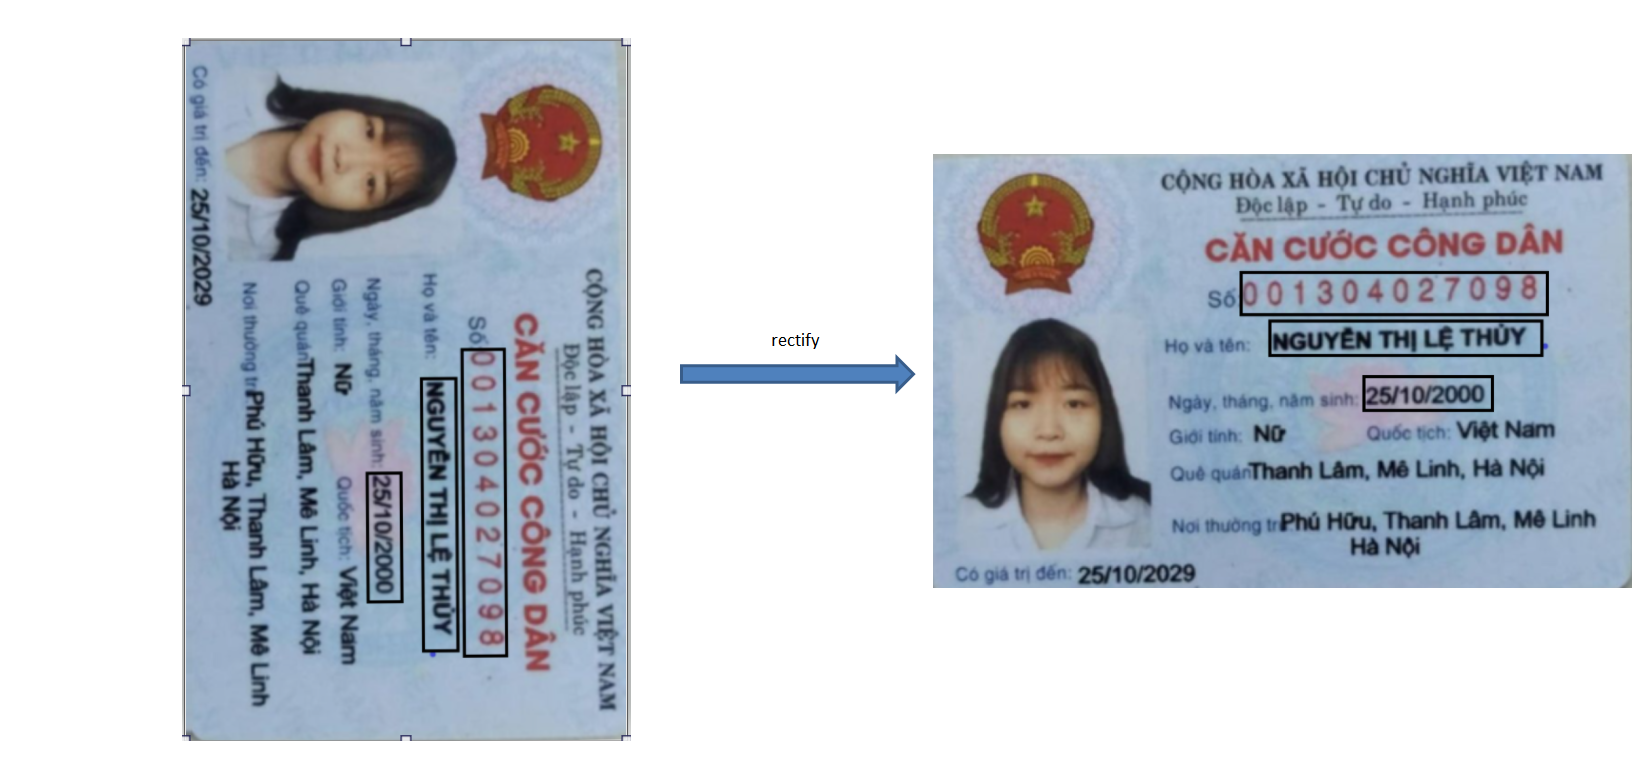 CỘNG HÒA XÃ HỘI CHỦ NGHĨA VIỆT NAM
Độc lập - Tự do - Hạnh phúc
CĂN CƯỚC CÔNG DÂN
Số 001304027098
Họ và tên: NGUYỄN THỊ LỆ THỦY
Ngày, tháng, năm sinh: 25/10/2000
Giới tính: Nữ Quốc tịch: Việt Nam
Quê quán Thanh Lâm, Mê Linh, Hà Nội
Nơi thường trú Phú Hữu, Thanh Lâm, Mê Linh
Hà Nội
Có giá trị đến: 25/10/2029
rectify
CỘNG HÒA XÃ HỘI CHỦ NGHĨA VIỆT NAM
Độc lập - Tự do - Hạnh phúc
CĂN CƯỚC CÔNG DÂN
Số 001304027098
Họ và tên: NGUYỄN THỊ LỆ THỦY
Ngày, tháng, năm sinh: 25/10/2000
Giới tính: Nữ Quốc tịch: Việt Nam
Quê quán Thanh Lâm, Mê Linh, Hà Nội
Nơi thường trú Phú Hữu, Thanh Lâm, Mê Linh
Hà Nội
Có giá trị đến: 25/10/2029